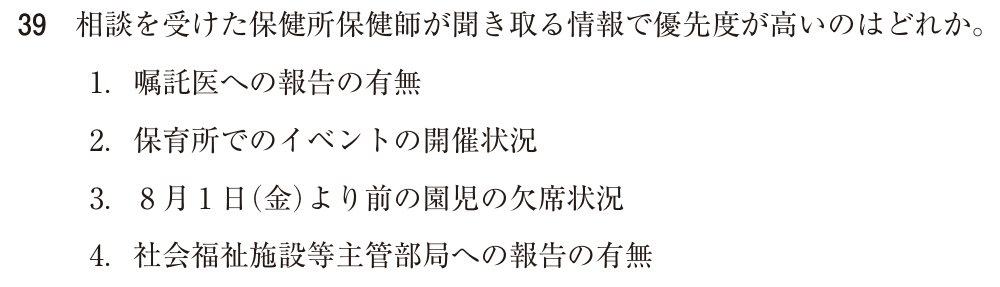 39 相談を受けた保健所保健師が聞き取る情報で優先度が高いのはどれか。
1. 嘱託医への報告の有無
2. 保育所でのイベントの開催状況
3. 8月1日(金)より前の園児の欠席状況
4. 社会福祉施設等主管部局への報告の有無